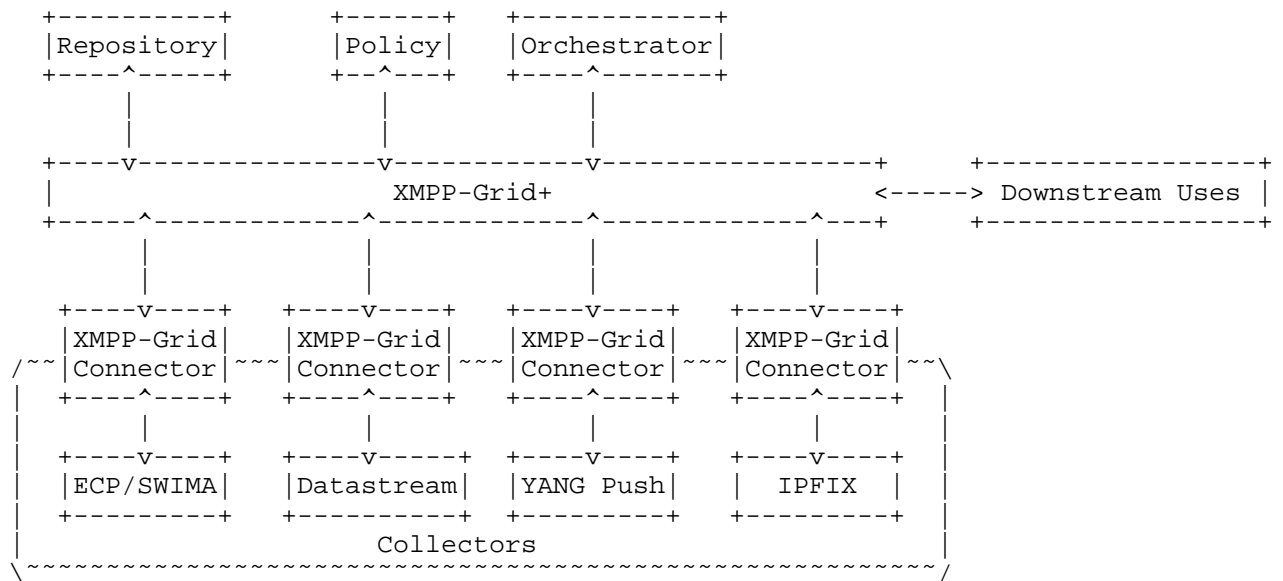 Repository Policy Orchestrator
XMPP-Grid+ Downstream Uses
XMPP-Grid XMPP-Grid XMPP-Grid XMPP-Grid
Connector Connector Connector Connector
ECP/SWIMA Datastream YANG Push IPFIX
Collectors